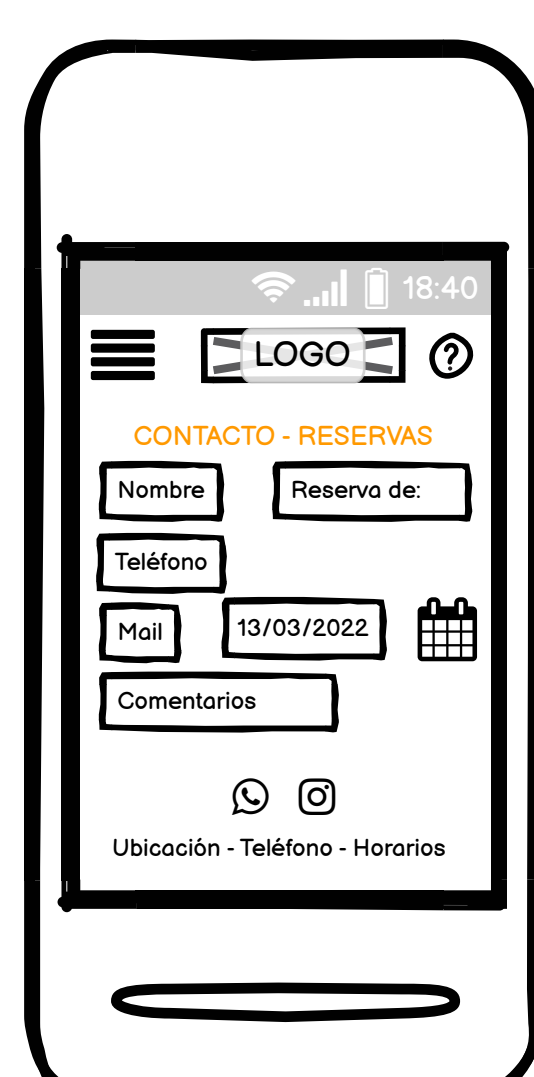 18:40
LOGO ?
CONTACTO - RESERVAS
Nombre Reserva de:
Teléfono
Mail 13/03/2022
Comentarios
Ubicación - Teléfono - Horarios